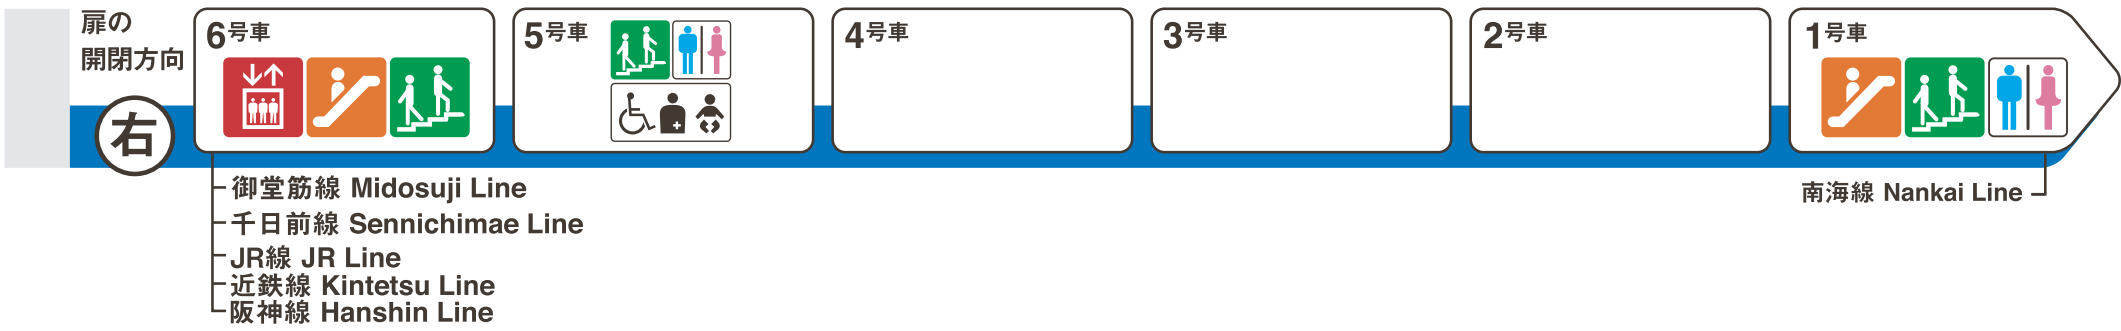 扉の
開閉方向
右
6号車
5号車
4号車
3号車
2号車
1号車
御堂筋線 Midosuji Line
千日前線 Sennichimae Line
JR線 JR Line
近鉄線 Kintetsu Line
阪神線 Hanshin Line
南海線 Nankai Line